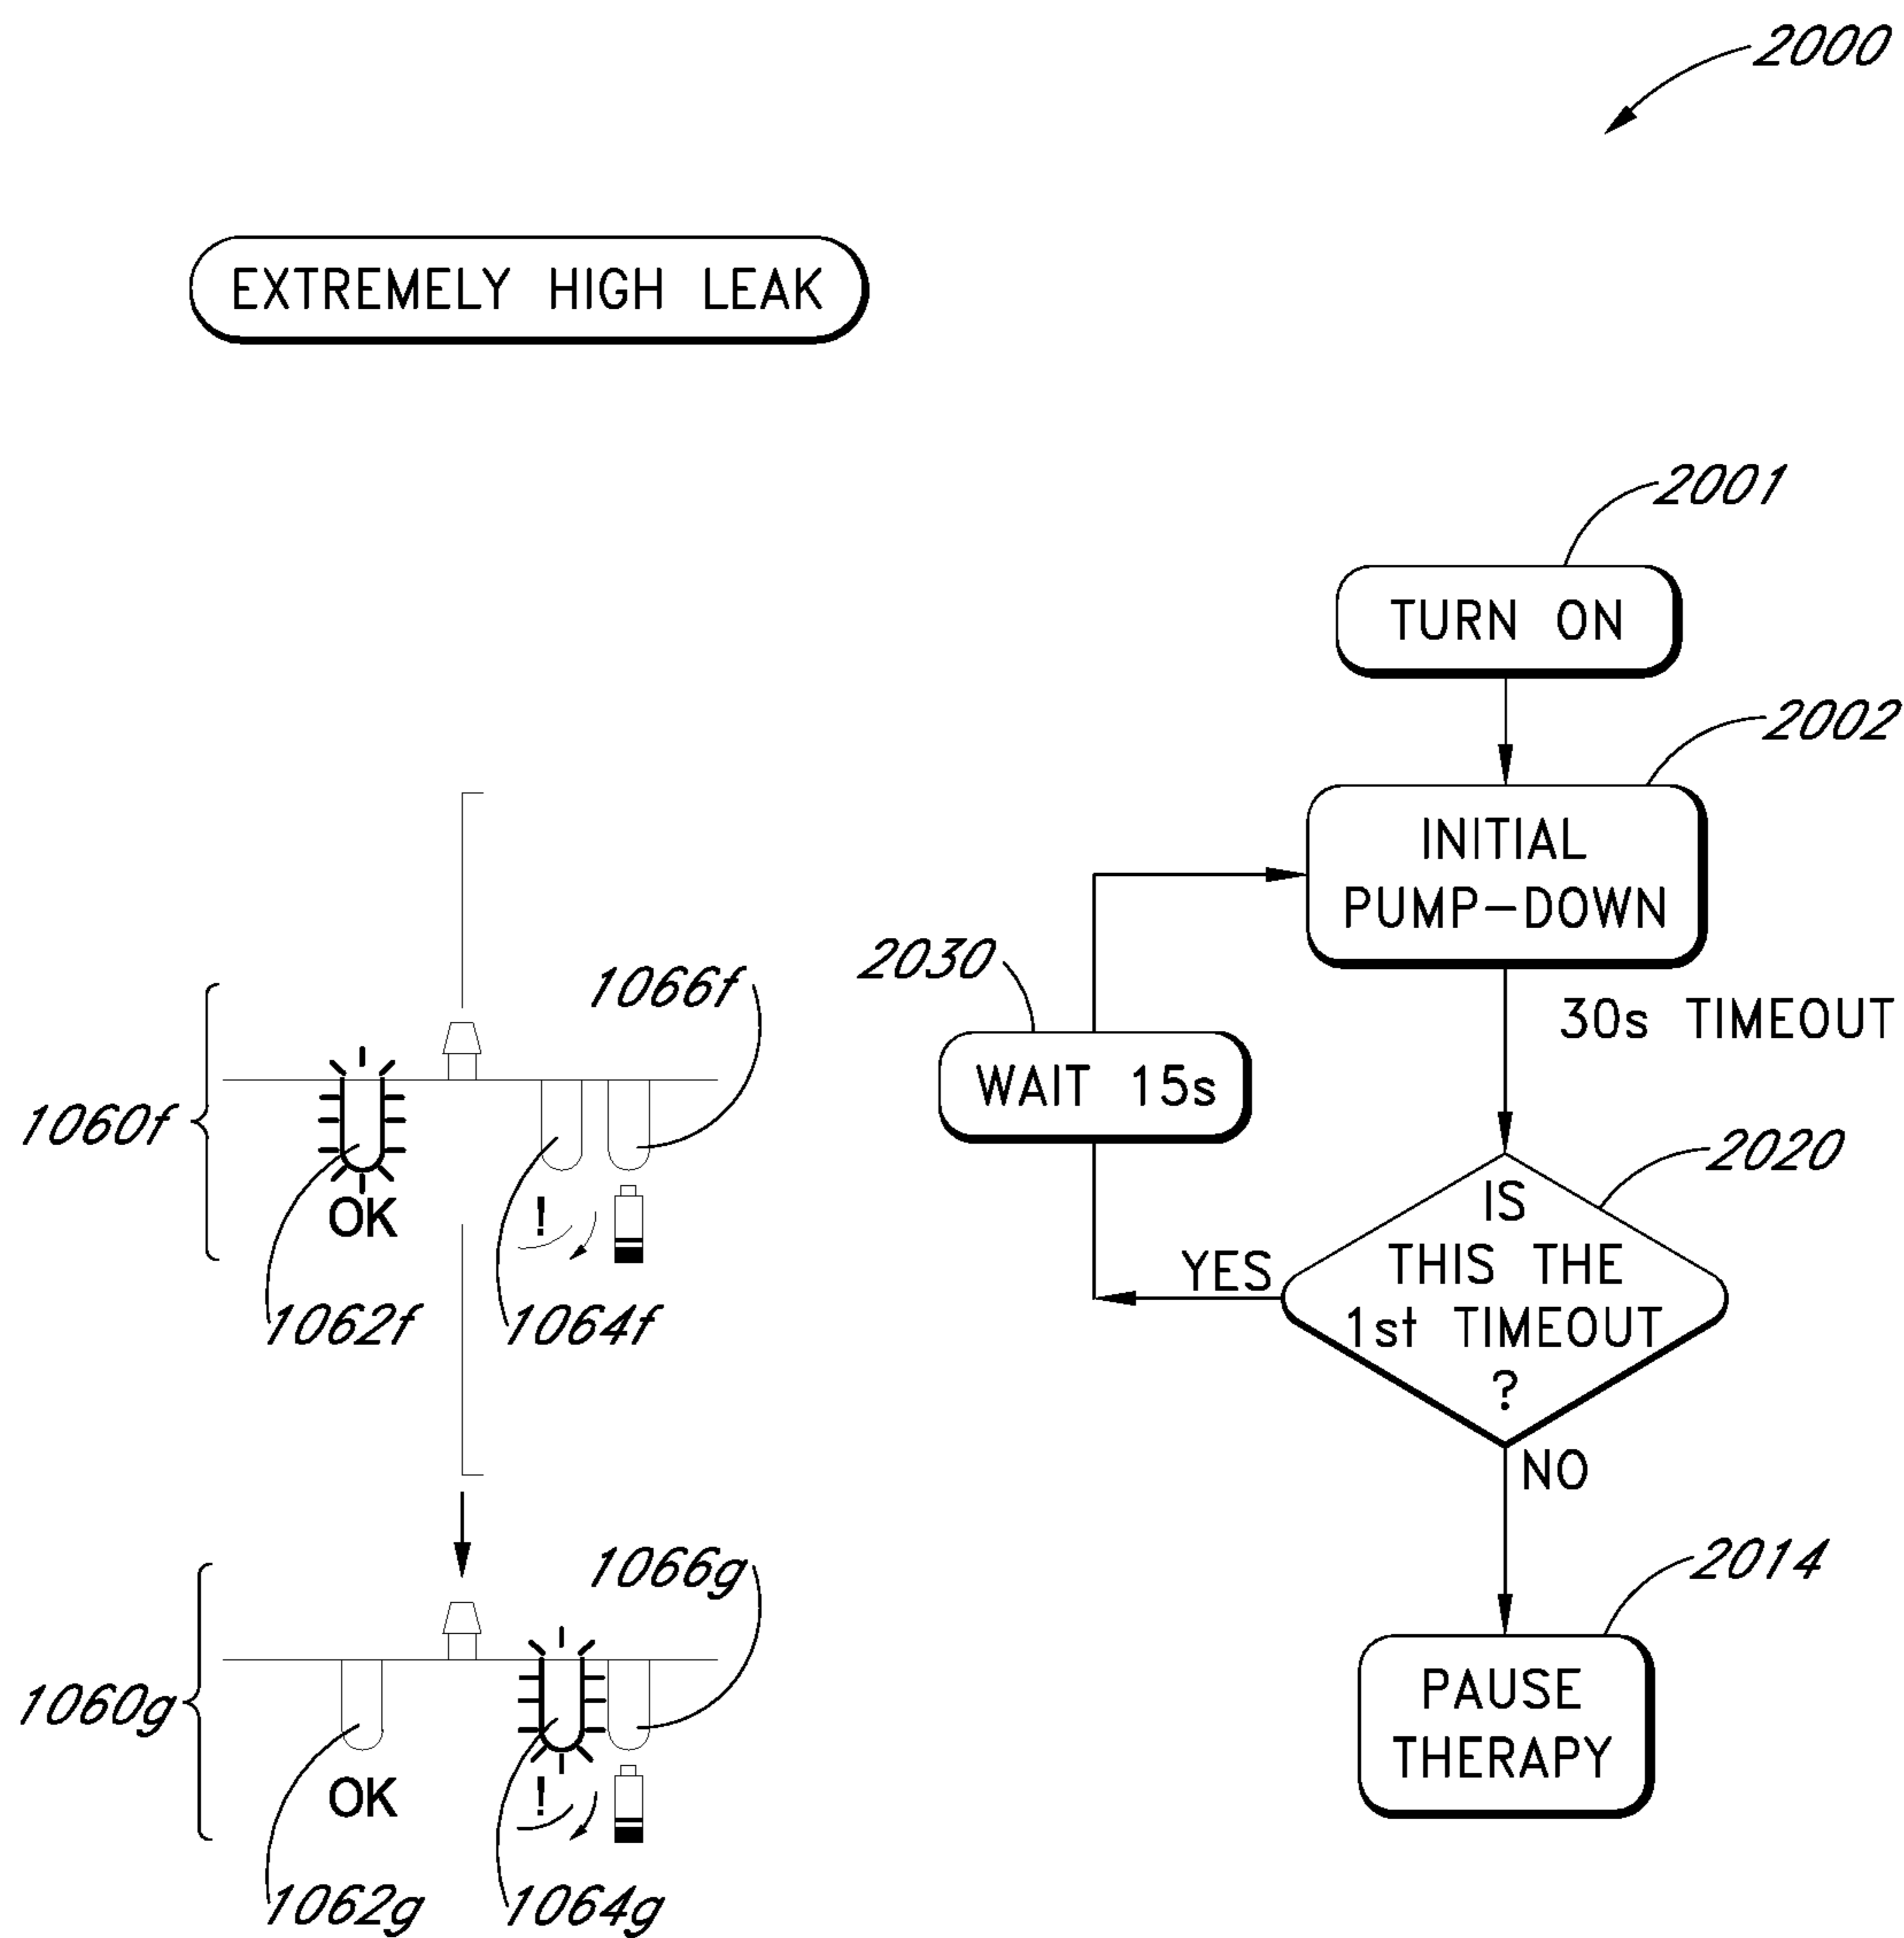 2000
EXTREMELY HIGH LEAK
2001
TURN ON
2002
INITIAL
PUMP-DOWN
30s TIMEOUT
2030
WAIT 15s
2020
IS
THIS THE
1st TIMEOUT
?
YES
NO
2014
PAUSE
THERAPY
1066f
1060f
OK
!
1062f
1064f
1066g
1060g
OK
!
1062g
1064g